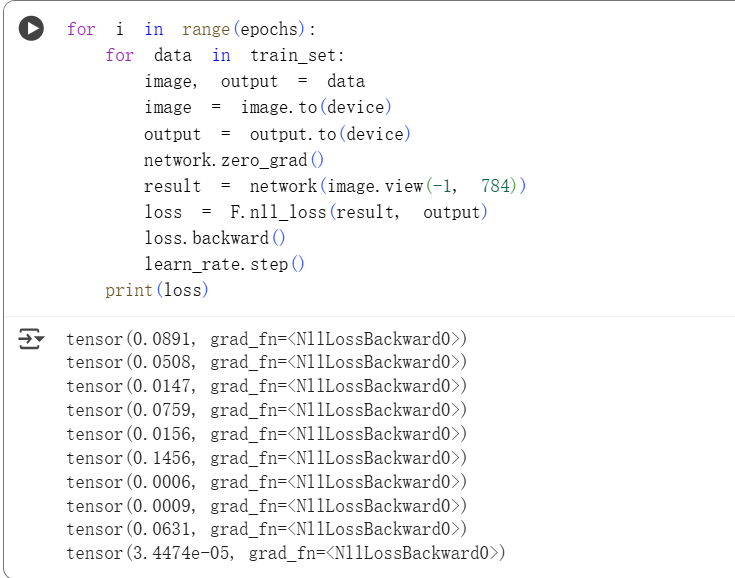 for i in range(epochs):
    for data in train_set:
        image, output = data
        image = image.to(device)
        output = output.to(device)
        network.zero_grad()
        result = network(image.view(-1, 784))
        loss = F.nll_loss(result, output)
        loss.backward()
        learn_rate.step()
    print(loss)
tensor(0.0891, grad_fn=<NllLossBackward0>)
tensor(0.0508, grad_fn=<NllLossBackward0>)
tensor(0.0147, grad_fn=<NllLossBackward0>)
tensor(0.0759, grad_fn=<NllLossBackward0>)
tensor(0.0156, grad_fn=<NllLossBackward0>)
tensor(0.1456, grad_fn=<NllLossBackward0>)
tensor(0.0006, grad_fn=<NllLossBackward0>)
tensor(0.0009, grad_fn=<NllLossBackward0>)
tensor(0.0631, grad_fn=<NllLossBackward0>)
tensor(3.4474e-05, grad_fn=<NllLossBackward0>)